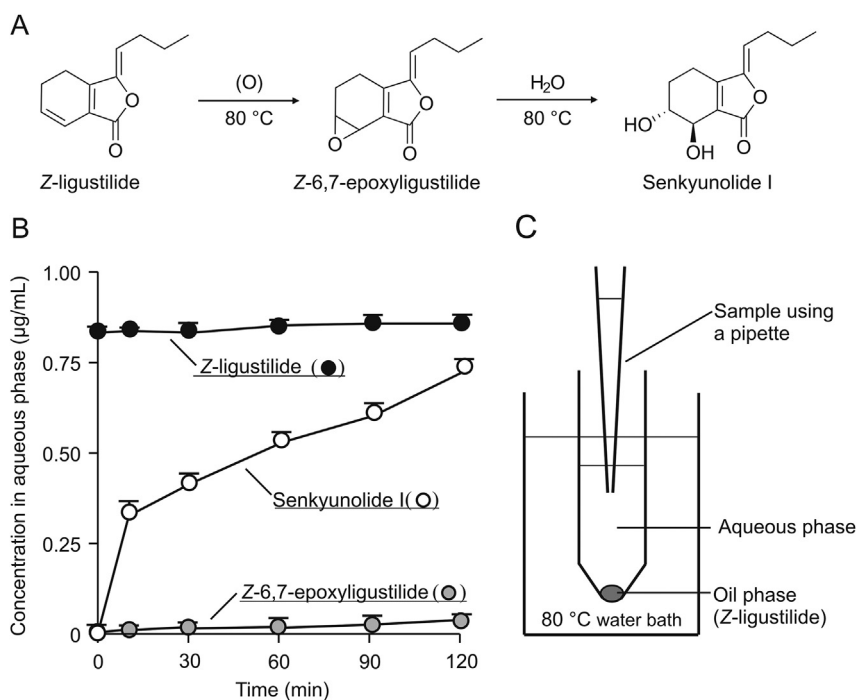 A
O
O
(O)
80 °C
O
O
O
H₂O
80 °C
HO
OH
O
O
Z-ligustilide
Z-6,7-epoxyligustilide
Senkyunolide I
B
Concentration in aqueous phase (µg/mL)
1.00
0.75
0.50
0.25
0
Z-ligustilide (●)
Senkyunolide I(○)
Z-6,7-epoxyligustilide (●)
0
30
60
90
120
Time (min)
C
Sample using
a pipette
Aqueous phase
Oil phase
(Z-ligustilide)
80 °C water bath